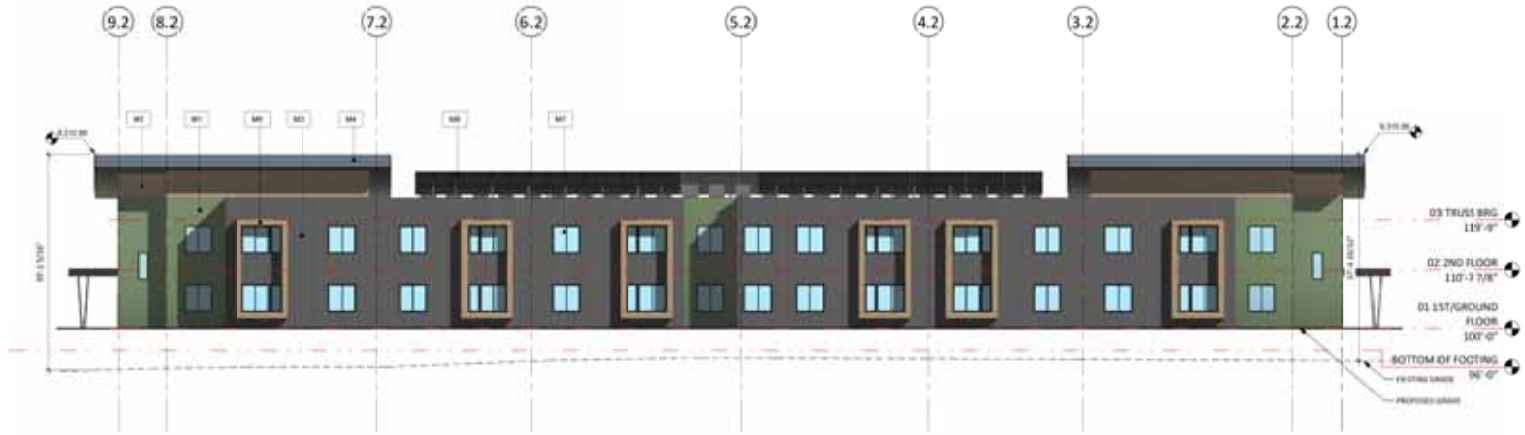 9.2 8.2 7.2 6.2 5.2 4.2 3.2 2.2 1.2
M2 M1 M6 M3 M4 M8 M7
03 TRUSS BRG
119'-9"
02 2ND FLOOR
110'-7 7/8"
01 1ST/GROUND
FLOOR
100'-0"
BOTTOM OF FOOTING
96'-0"
EXISTING GRADE
PROPOSED GRADE